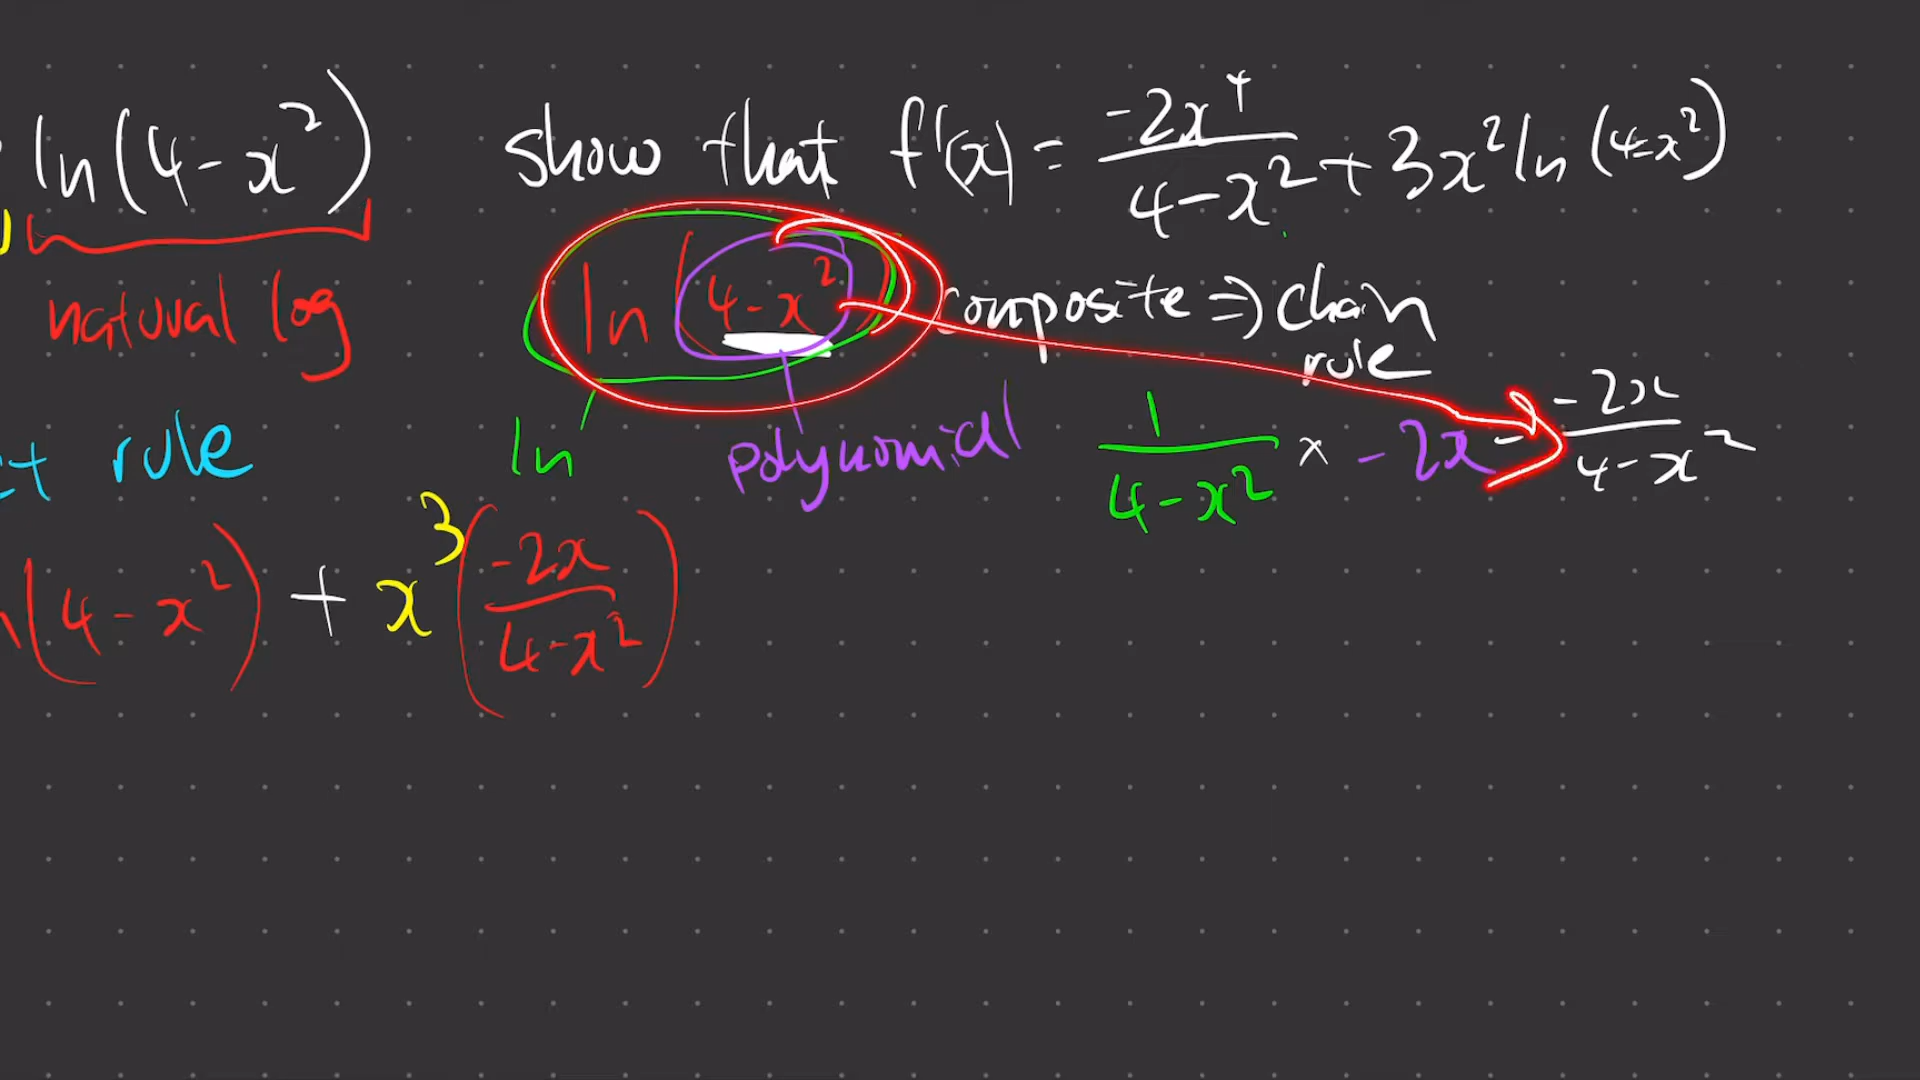 ln(4-x²) show that f'(x) = -2x⁴/(4-x²) + 3x² ln(4-x²)
ln(4-x²) composite ⇒ chain rule
natural log
rule
ln
polynomial
1/(4-x²) × -2x = -2x/(4-x²)
(4-x²) + x³(-2x/(4-x²))